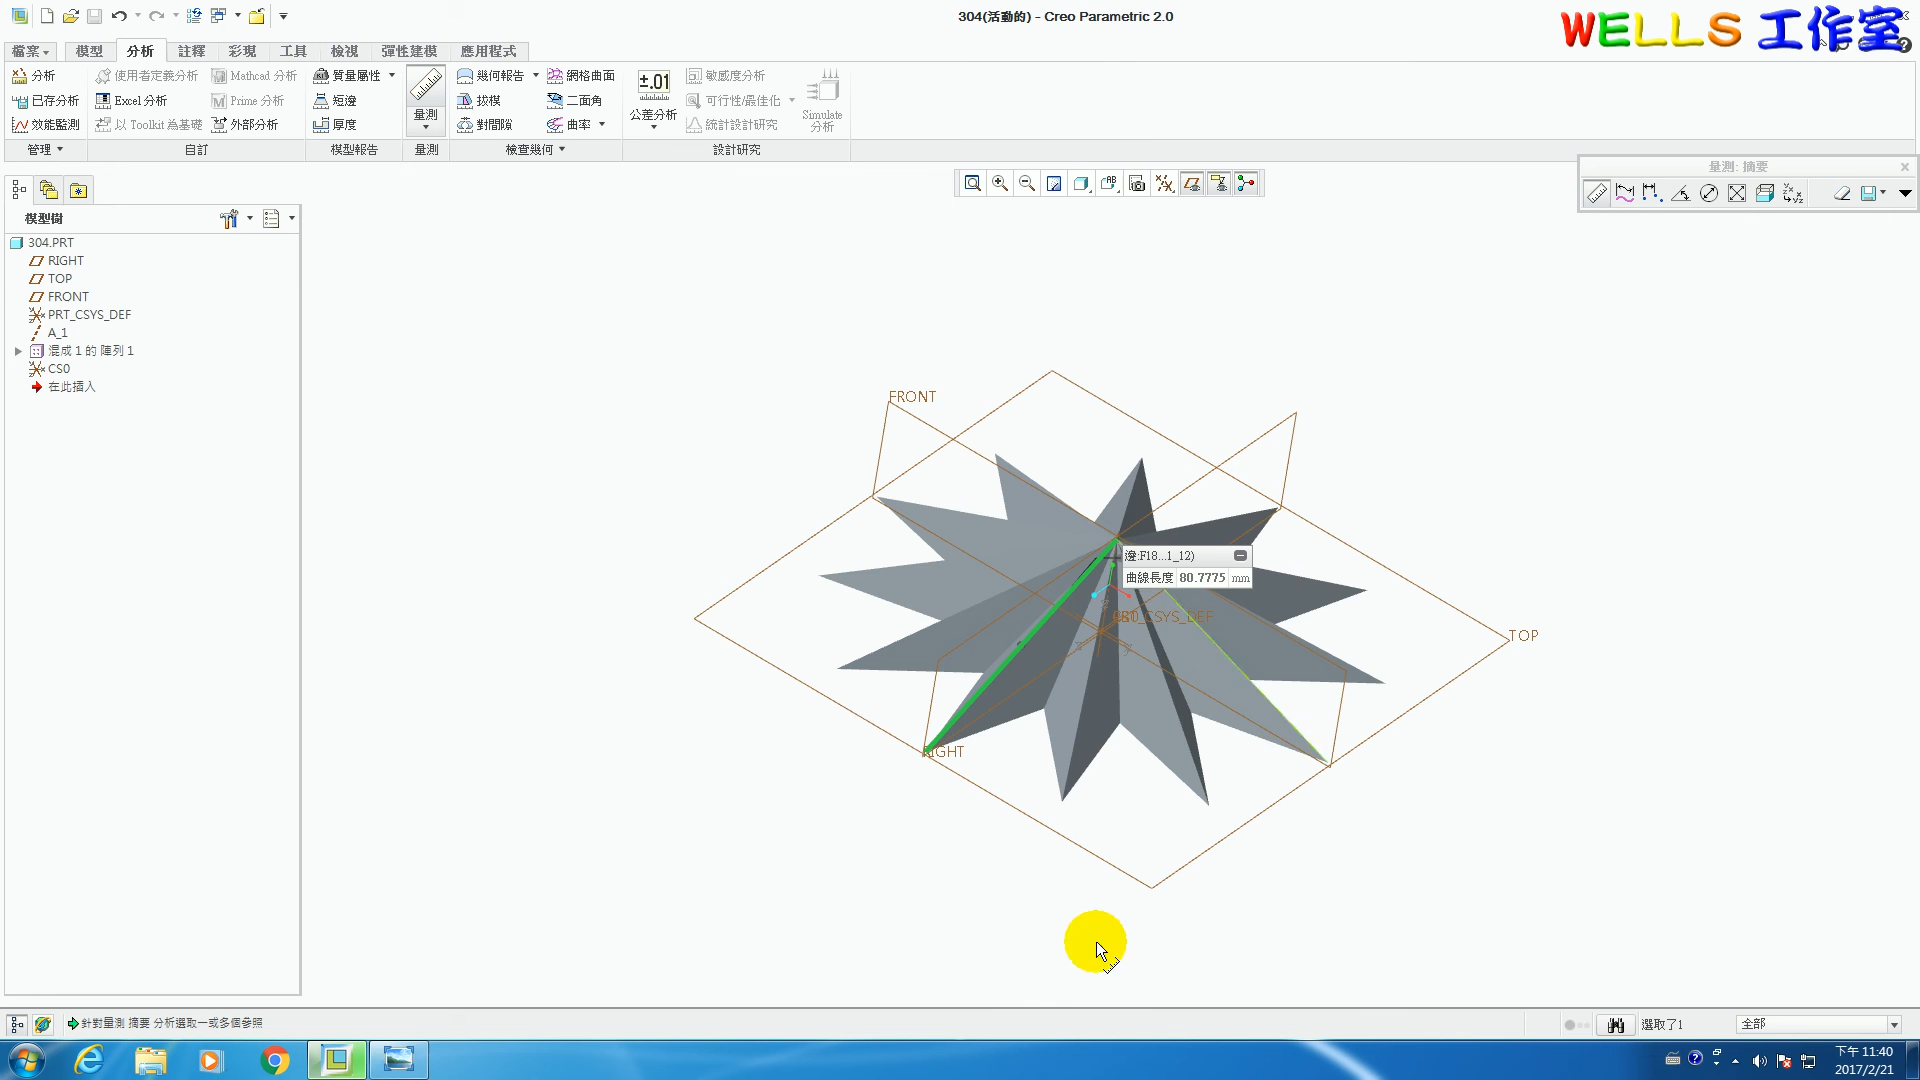 304(活動的) - Creo Parametric 2.0
WELLS 工作室
檔案 模型 分析 註釋 彩現 工具 檢視 彈性建模 應用程式
分析 使用者定義分析 Mathcad 分析 質量屬性 幾何報告 網格曲面 敏感度分析
已存分析 Excel 分析 Prime 分析 短邊 拔模 二面角 可行性/最佳化
效能監測 以 Toolkit 為基礎 外部分析 厚度 量測 對間隙 曲率 ±.01 公差分析 統計設計研究 Simulate 分析
管理 自訂 模型報告 量測 檢查幾何 設計研究
量測: 摘要
模型樹
304.PRT
RIGHT
TOP
FRONT
PRT_CSYS_DEF
A_1
混成 1 的 陣列 1
CS0
在此插入
FRONT
邊:F18...1_12)
曲線長度 80.7775 mm
TOP
RIGHT
針對量測 摘要 分析選取一或多個參照
選取了1
全部
下午 11:40
2017/2/21